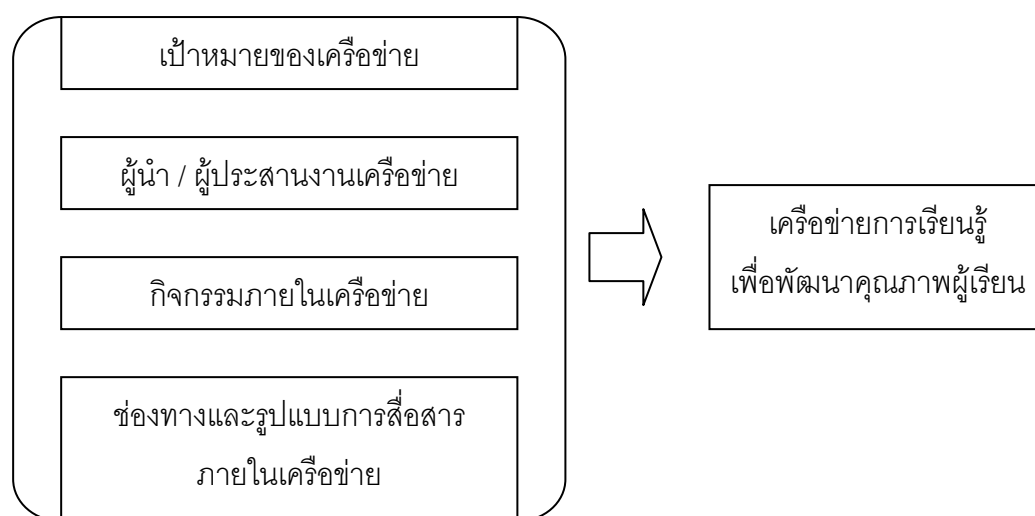 เป้าหมายของเครือข่าย
ผู้นำ / ผู้ประสานงานเครือข่าย
กิจกรรมภายในเครือข่าย
ช่องทางและรูปแบบการสื่อสาร
ภายในเครือข่าย
เครือข่ายการเรียนรู้
เพื่อพัฒนาคุณภาพผู้เรียน